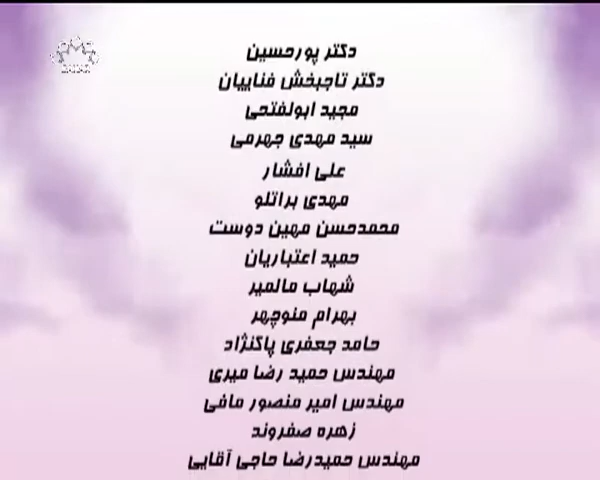 دکتر پورحسین
دکتر تاجبخش فناییان
مجید ابولفتحی
سید مهدی جهرمی
علی افشار
مهدی براتلو
محمدحسن مهین دوست
حمید اعتباریان
شهاب مالمیر
بهرام منوچهر
حامد جعفری پاکنژاد
مهندس حمید رضا میری
مهندس امیر منصور مافی
زهره صفروند
مهندس حمیدرضا حاجی آقایی